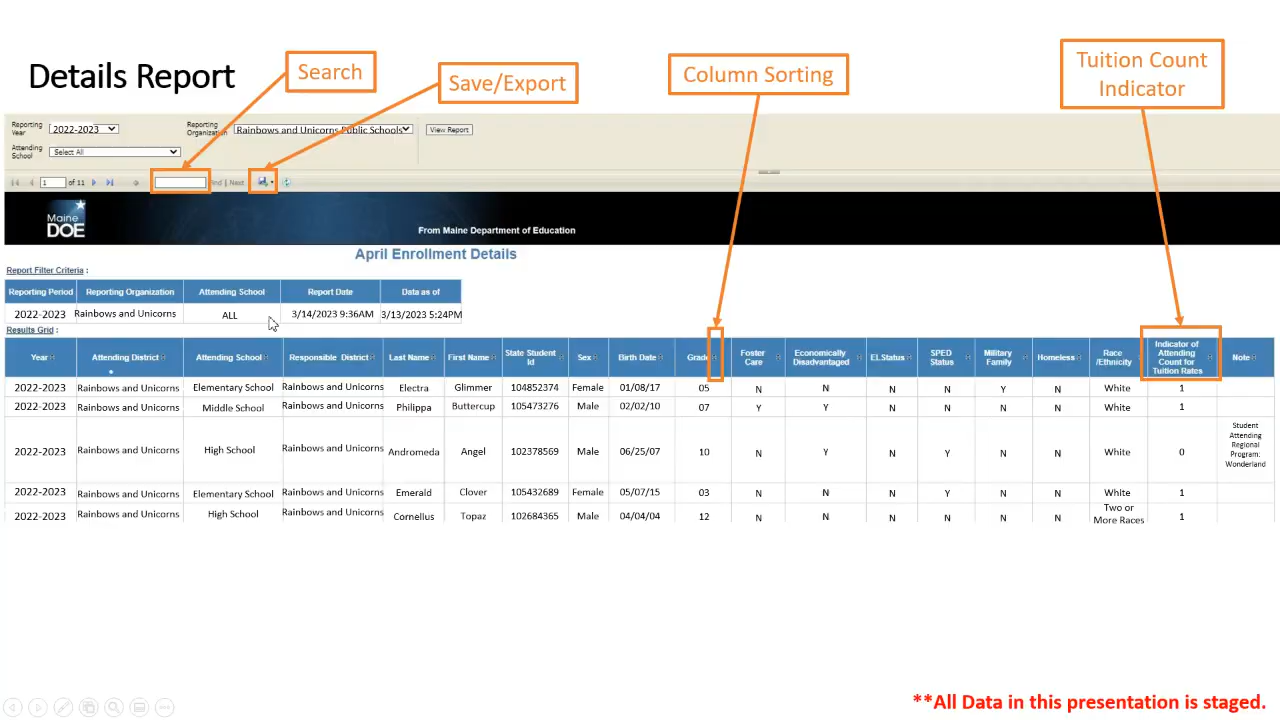 Details Report
Search
Save/Export
Column Sorting
Tuition Count
Indicator
Reporting
Year
2022-2023
Reporting
Organization
Rainbows and Unicorns Public Schools
View Report
Attending
School
Select All
1 of 11
Find | Next
Maine
DOE
From Maine Department of Education
April Enrollment Details
Report Filter Criteria :
Reporting Period Reporting Organization Attending School Report Date Data as of
2022-2023 Rainbows and Unicorns ALL 3/14/2023 9:36AM 3/13/2023 5:24PM
Results Grid :
Year Attending District Attending School Responsible District Last Name First Name State Student Id Sex Birth Date Grade Foster Care Economically Disadvantaged EL Status SPED Status Military Family Homeless Race /Ethnicity Indicator of Attending Count for Tuition Rates Note
2022-2023 Rainbows and Unicorns Elementary School Rainbows and Unicorns Electra Glimmer 104852374 Female 01/08/17 05 N N N N Y N White 1
2022-2023 Rainbows and Unicorns Middle School Rainbows and Unicorns Philippa Buttercup 105473276 Male 02/02/10 07 Y Y N N N N White 1
2022-2023 Rainbows and Unicorns High School Rainbows and Unicorns Andromeda Angel 102378569 Male 06/25/07 10 N Y N Y N N White 0 Student Attending Regional Program: Wonderland
2022-2023 Rainbows and Unicorns Elementary School Rainbows and Unicorns Emerald Clover 105432689 Female 05/07/15 03 N N N Y N N White 1
2022-2023 Rainbows and Unicorns High School Rainbows and Unicorns Cornellus Topaz 102684365 Male 04/04/04 12 N N N N N N Two or More Races 1
**All Data in this presentation is staged.